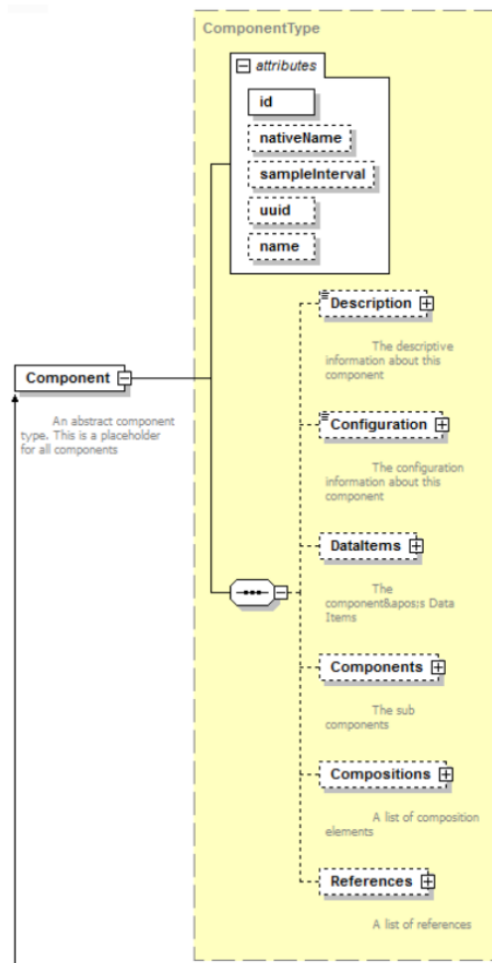 ComponentType
attributes
id
nativeName
sampleInterval
uuid
name
Description
The descriptive
information about this
component
Component
An abstract component
type. This is a placeholder
for all components
Configuration
The configuration
information about this
component
DataItems
The
component&apos;s Data
Items
Components
The sub
components
Compositions
A list of composition
elements
References
A list of references